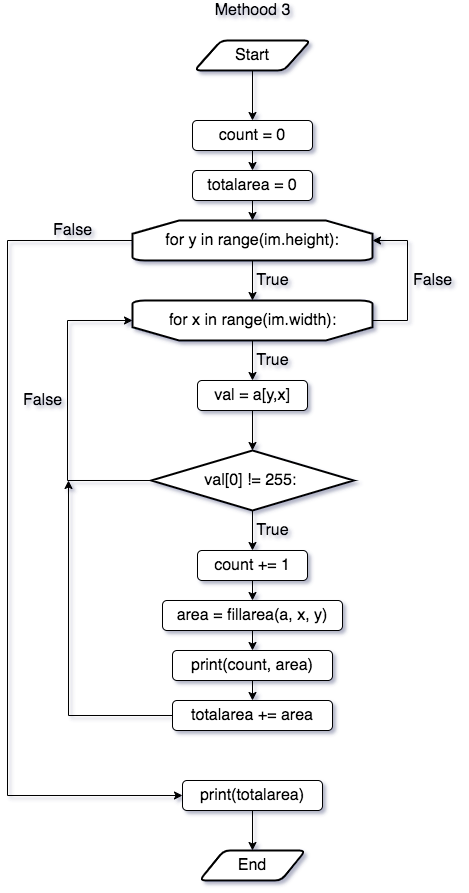 Methood 3
Start
count = 0
totalarea = 0
False
for y in range(im.height):
True
False
for x in range(im.width):
True
False
val = a[y,x]
val[0] != 255:
True
count += 1
area = fillarea(a, x, y)
print(count, area)
totalarea += area
print(totalarea)
End